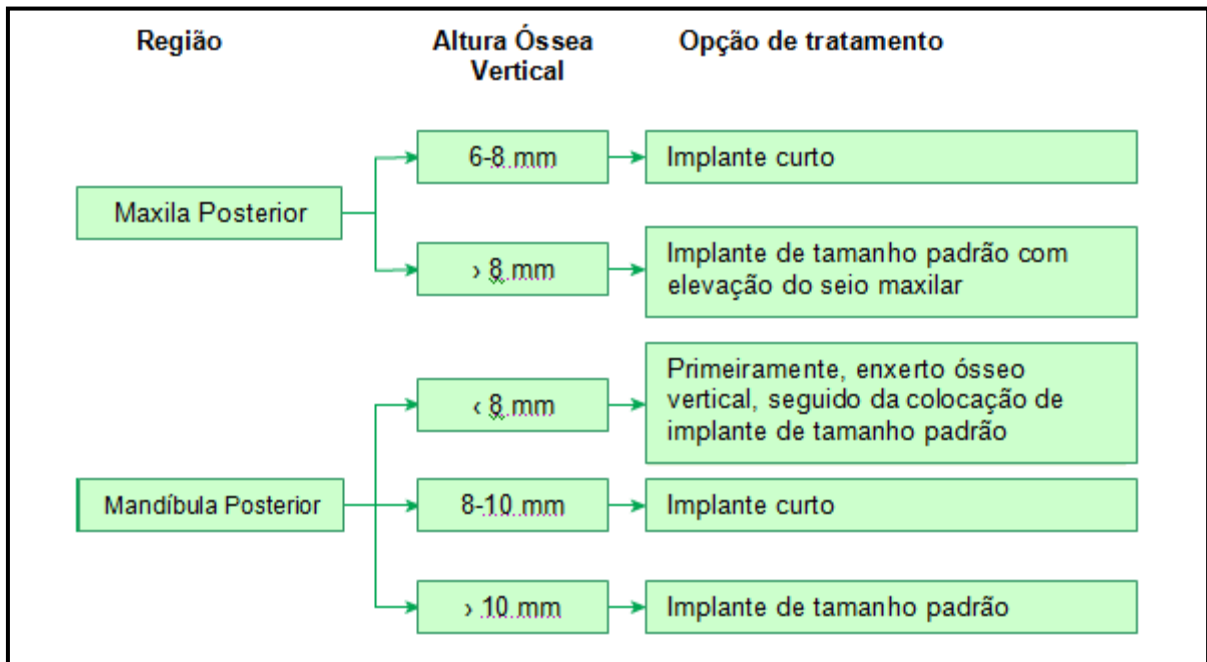 Região
Altura Óssea
Vertical
Opção de tratamento
Maxila Posterior
6-8 mm
Implante curto
› 8 mm
Implante de tamanho padrão com
elevação do seio maxilar
Mandíbula Posterior
‹ 8 mm
Primeiramente, enxerto ósseo
vertical, seguido da colocação de
implante de tamanho padrão
8-10 mm
Implante curto
› 10 mm
Implante de tamanho padrão